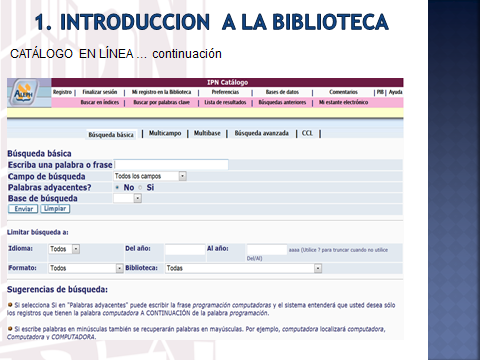 1. INTRODUCCION A LA BIBLIOTECA
CATÁLOGO EN LÍNEA ... continuación
IPN Catálogo
ALEPH
Registro | Finalizar sesión | Mi registro en la Biblioteca | Preferencias | Bases de datos | Comentarios | PIB | Ayuda
Buscar en índices | Buscar por palabras clave | Lista de resultados | Búsquedas anteriores | Mi estante electrónico
Búsqueda básica | Multicampo | Multibase | Búsqueda avanzada | CCL |
Búsqueda básica
Escriba una palabra o frase
Campo de búsqueda Todos los campos
Palabras adyacentes? No Si
Base de búsqueda
Enviar Limpiar
Limitar búsqueda a:
Idioma: Todos Del año: Al año: aaaa (Utilice ? para truncar cuando no utilice
Del/Al)
Formato: Todos Biblioteca: Todas
Sugerencias de búsqueda:
Si selecciona Si en "Palabras adyacentes" puede escribir la frase programación computadoras y el sistema entenderá que usted desea sólo
los registros que tienen la palabra computadora A CONTINUACIÓN de la palabra programación.
Si escribe palabras en minúsculas también se recuperarán palabras en mayúsculas. Por ejemplo, computadora localizará computadora,
Computadora y COMPUTADORA.